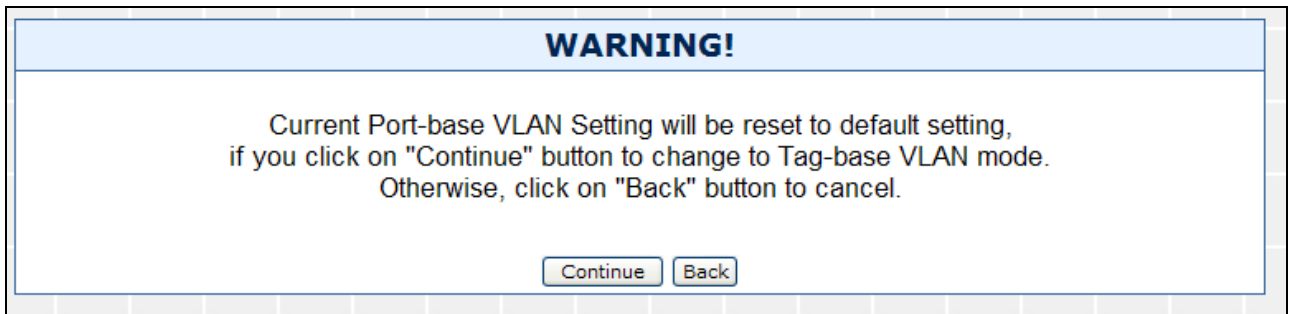 WARNING!
Current Port-base VLAN Setting will be reset to default setting,
if you click on "Continue" button to change to Tag-base VLAN mode.
Otherwise, click on "Back" button to cancel.
Continue Back